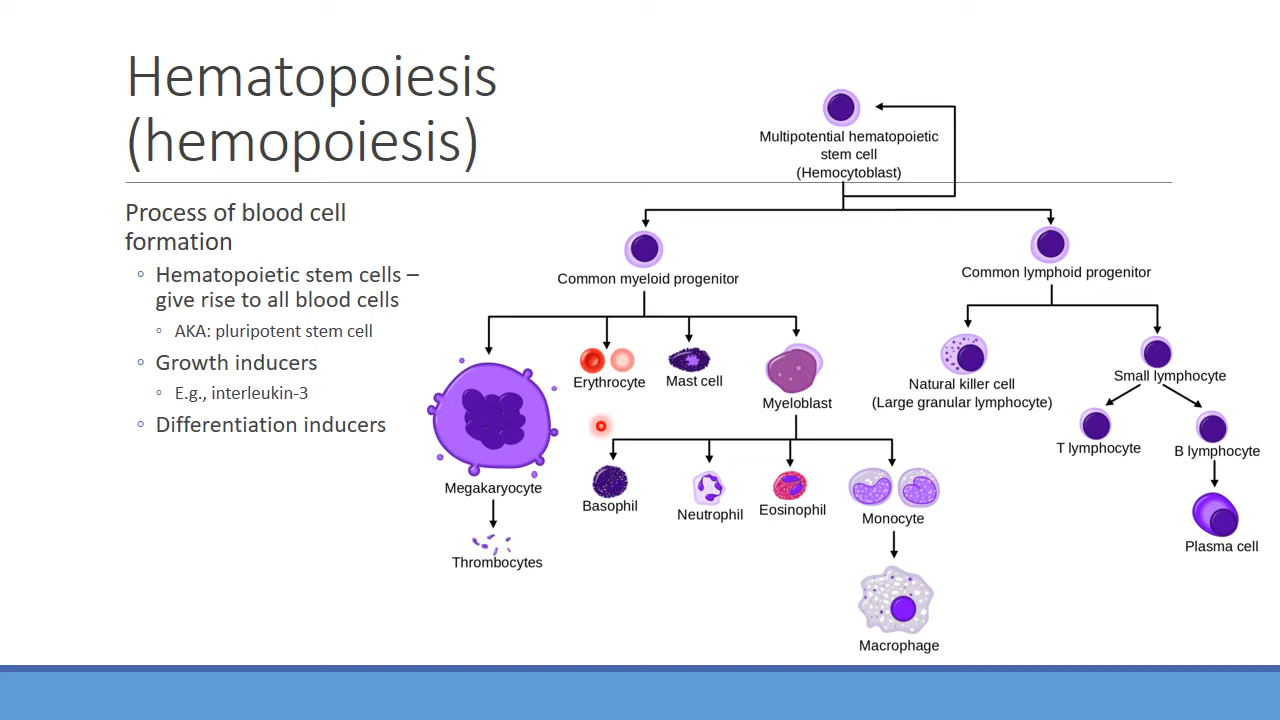 Hematopoiesis
(hemopoiesis)
Process of blood cell
formation
Hematopoietic stem cells –
give rise to all blood cells
AKA: pluripotent stem cell
Growth inducers
E.g., interleukin-3
Differentiation inducers
Multipotential hematopoietic
stem cell
(Hemocytoblast)
Common myeloid progenitor
Common lymphoid progenitor
Erythrocyte
Mast cell
Myeloblast
Natural killer cell
(Large granular lymphocyte)
Small lymphocyte
T lymphocyte
B lymphocyte
Megakaryocyte
Basophil
Neutrophil
Eosinophil
Monocyte
Plasma cell
Thrombocytes
Macrophage